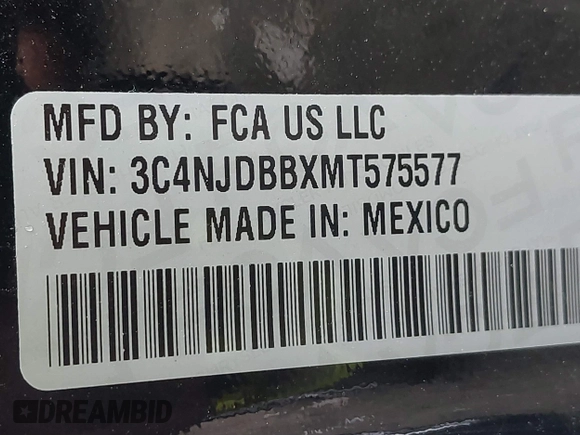 MFD BY: FCA US LLC
VIN: 3C4NJDBBXMT575577
VEHICLE MADE IN: MEXICO
DREAMBID